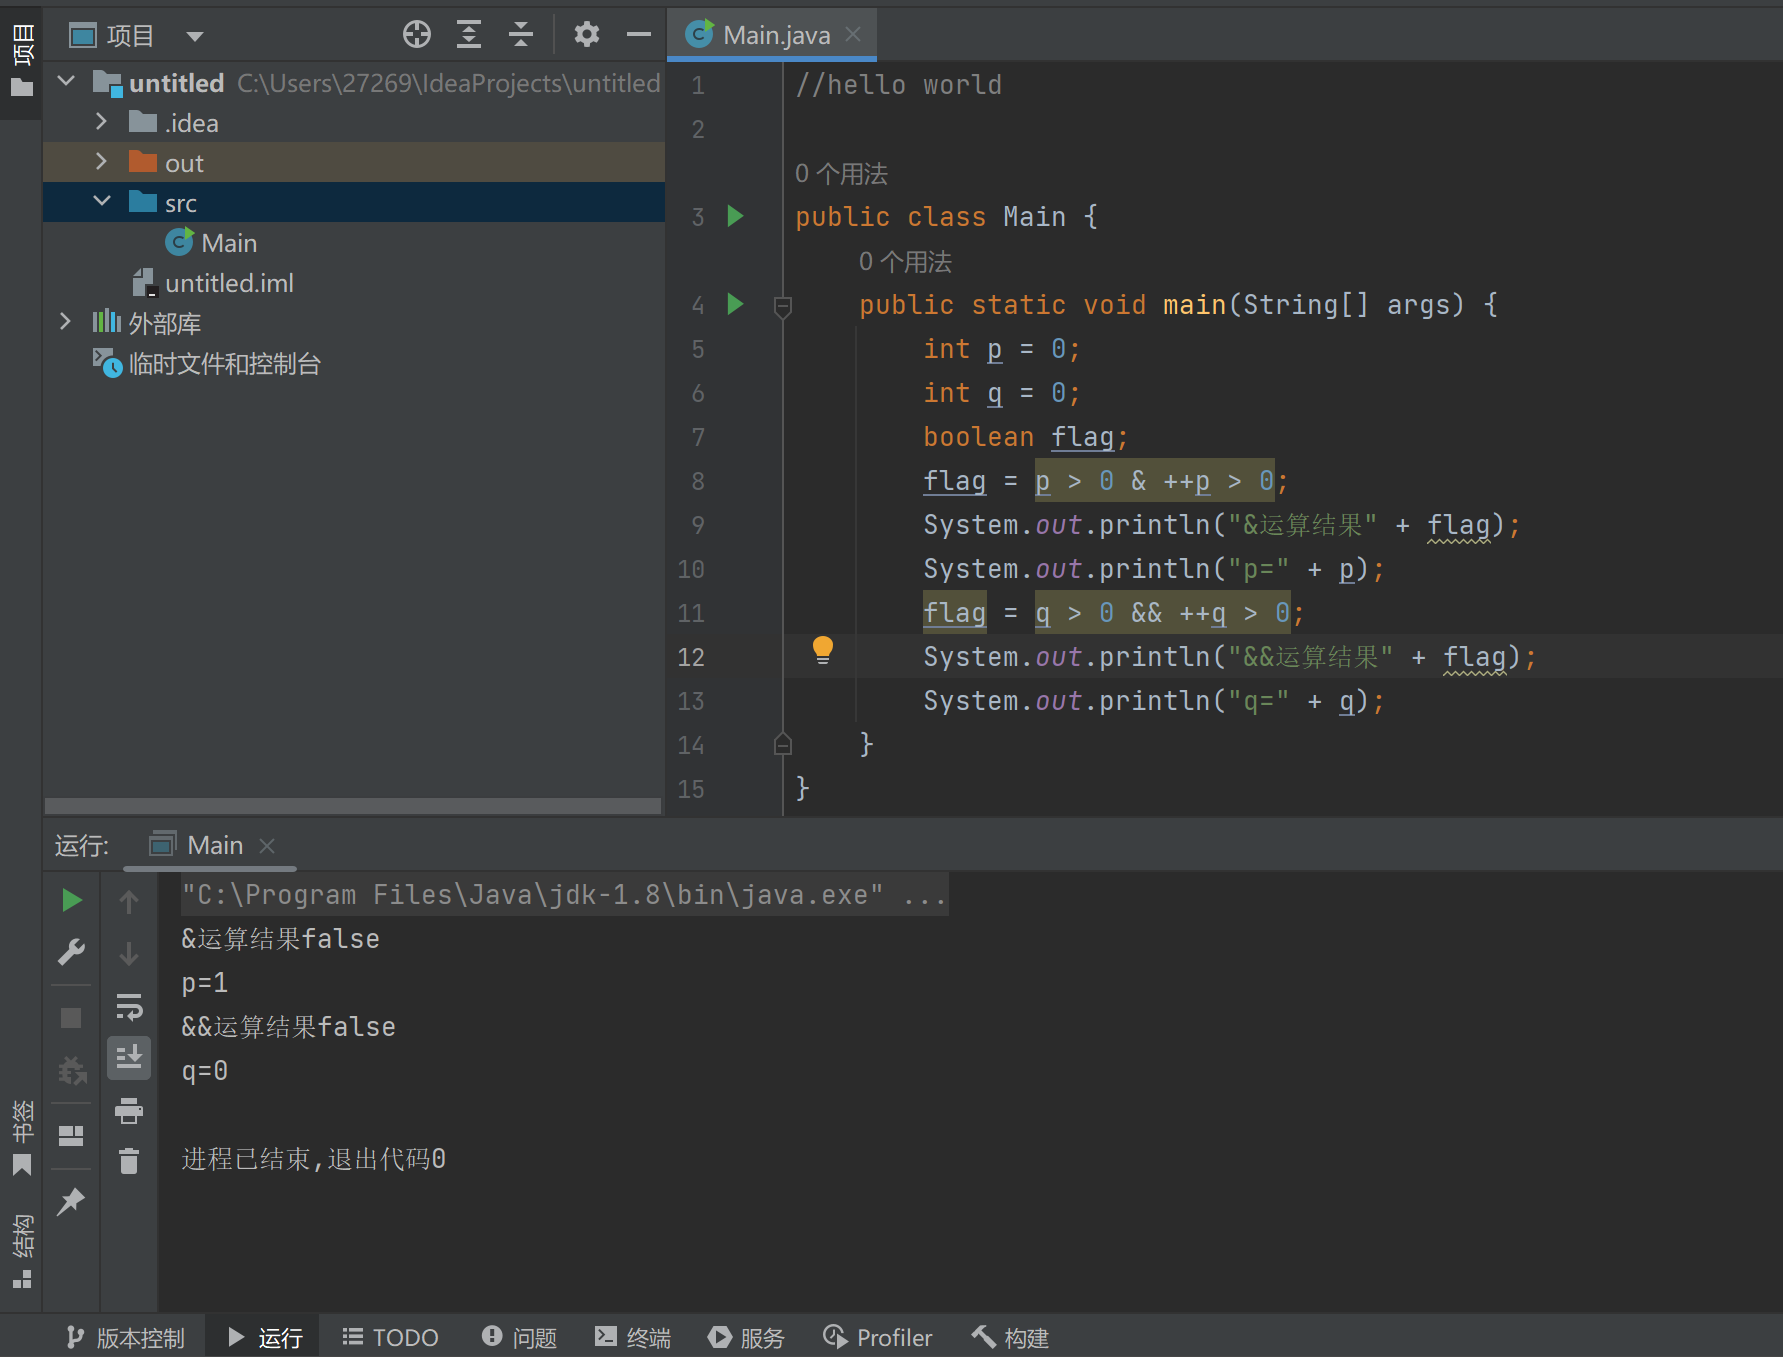 项目
项目
untitled C:\Users\27269\IdeaProjects\untitled
.idea
out
src
Main
untitled.iml
外部库
临时文件和控制台
Main.java
1 //hello world
2
0 个用法
3 public class Main {
0 个用法
4 public static void main(String[] args) {
5 int p = 0;
6 int q = 0;
7 boolean flag;
8 flag = p > 0 & ++p > 0;
9 System.out.println("&运算结果" + flag);
10 System.out.println("p=" + p);
11 flag = q > 0 && ++q > 0;
12 System.out.println("&&运算结果" + flag);
13 System.out.println("q=" + q);
14 }
15 }
运行: Main
"C:\Program Files\Java\jdk-1.8\bin\java.exe" ...
&运算结果false
p=1
&&运算结果false
q=0
进程已结束,退出代码0
书签
结构
版本控制 运行 TODO 问题 终端 服务 Profiler 构建